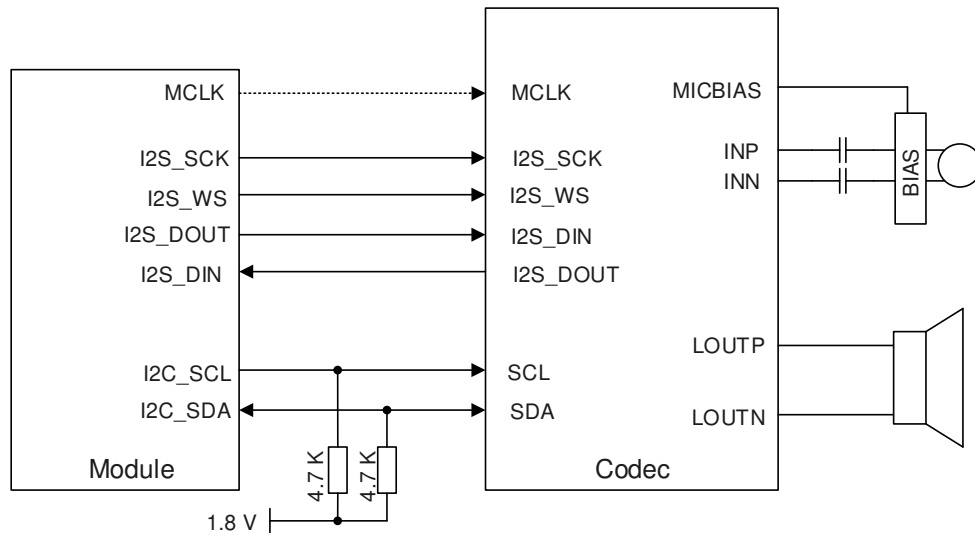 MCLK
I2S_SCK
I2S_WS
I2S_DOUT
I2S_DIN
I2C_SCL
I2C_SDA
Module
MCLK
I2S_SCK
I2S_WS
I2S_DIN
I2S_DOUT
SCL
SDA
Codec
MICBIAS
INP
INN
LOUTP
LOUTN
BIAS
4.7 K
4.7 K
1.8 V